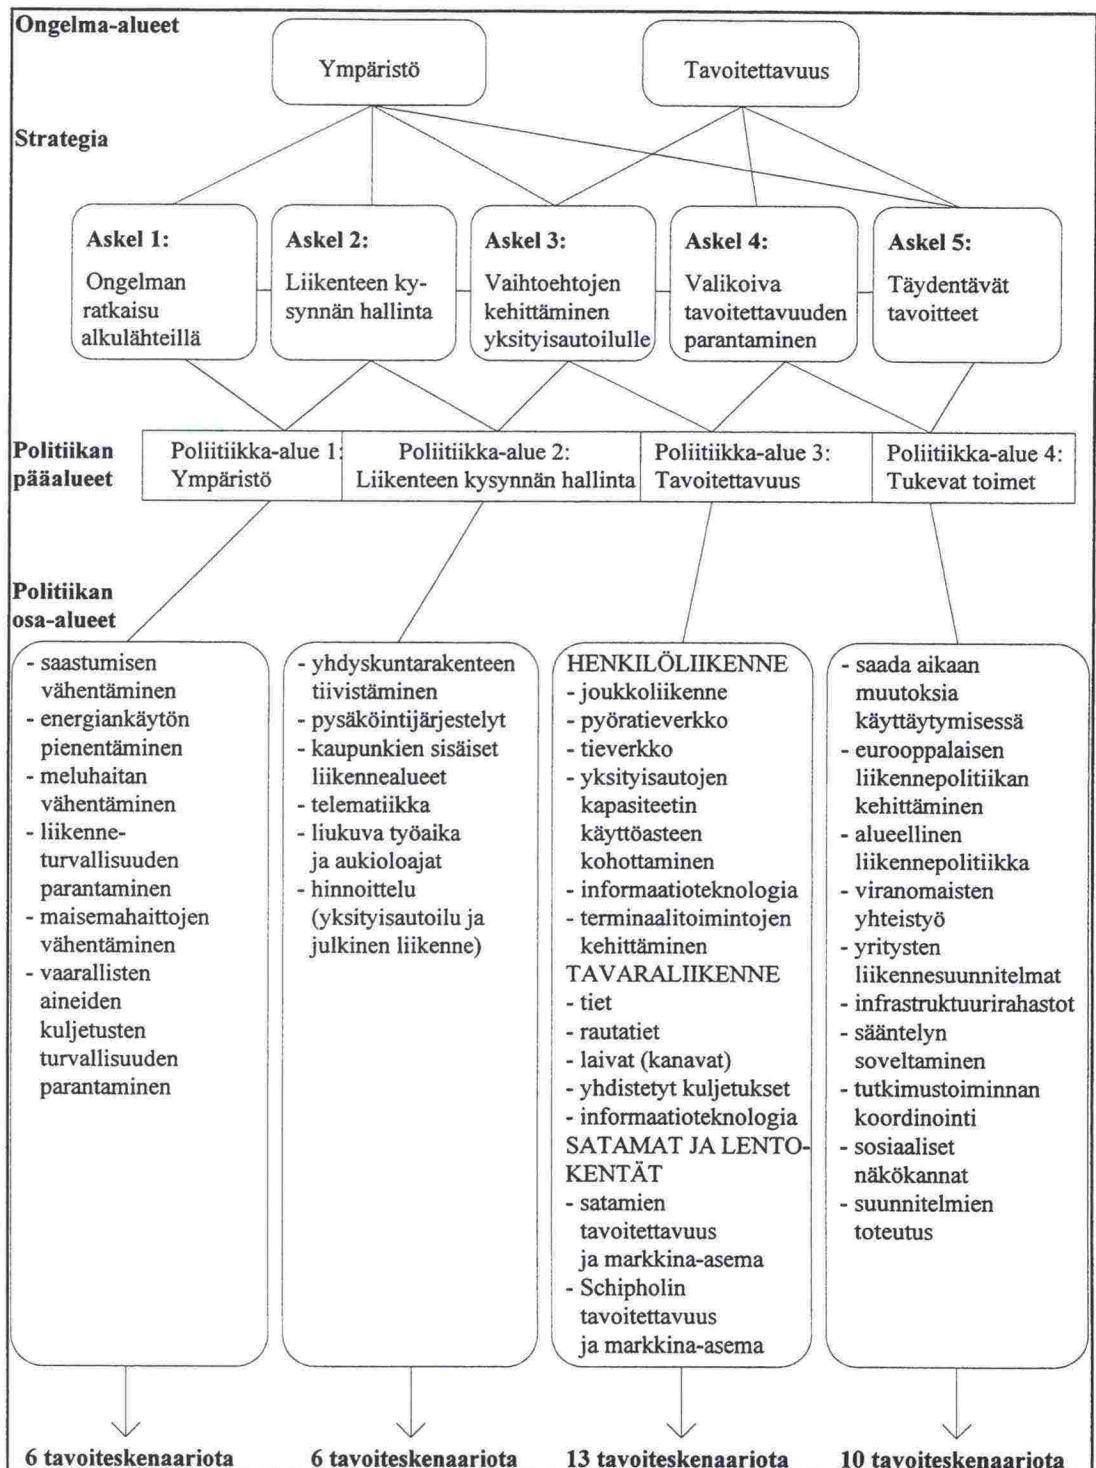 Ongelma-alueet
Ympäristö
Tavoitettavuus
Strategia
Askel 1:
Ongelman
ratkaisu
alkulähteillä
Askel 2:
Liikenteen ky-
synnän hallinta
Askel 3:
Vaihtoehtojen
kehittäminen
yksityisautoilulle
Askel 4:
Valikoiva
tavoitettavuuden
parantaminen
Askel 5:
Täydentävät
tavoitteet
Politiikan
pääalueet
Poliitiikka-alue 1:
Ympäristö
Poliitiikka-alue 2:
Liikenteen kysynnän hallinta
Poliitiikka-alue 3:
Tavoitettavuus
Poliitiikka-alue 4:
Tukevat toimet
Politiikan
osa-alueet
- saastumisen
vähentäminen
- energiankäytön
pienentäminen
- meluhaitan
vähentäminen
- liikenne-
turvallisuuden
parantaminen
- maisemahaittojen
vähentäminen
- vaarallisten
aineiden
kuljetusten
turvallisuuden
parantaminen
- yhdyskuntarakenteen
tiivistäminen
- pysäköintijärjestelyt
- kaupunkien sisäiset
liikennealueet
- telematiikka
- liukuva työaika
ja aukioloajat
- hinnoittelu
(yksityisautoilu ja
julkinen liikenne)
HENKILÖLIIKENNE
- joukkoliikenne
- pyöratieverkko
- tieverkko
- yksityisautojen
kapasiteetin
käyttöasteen
kohottaminen
- informaatioteknologia
- terminaalitoimintojen
kehittäminen
TAVARALIIKENNE
- tiet
- rautatiet
- laivat (kanavat)
- yhdistetyt kuljetukset
- informaatioteknologia
SATAMAT JA LENTO-
KENTÄT
- satamien
tavoitettavuus
ja markkina-asema
- Schipholin
tavoitettavuus
ja markkina-asema
- saada aikaan
muutoksia
käyttäytymisessä
- eurooppalaisen
liikennepolitiikan
kehittäminen
- alueellinen
liikennepolitiikka
- viranomaisten
yhteistyö
- yritysten
liikennesuunnitelmat
- infrastruktuurirahastot
- sääntelyn
soveltaminen
- tutkimustoiminnan
koordinointi
- sosiaaliset
näkökannat
- suunnitelmien
toteutus
6 tavoiteskenaariota
6 tavoiteskenaariota
13 tavoiteskenaariota
10 tavoiteskenaariota